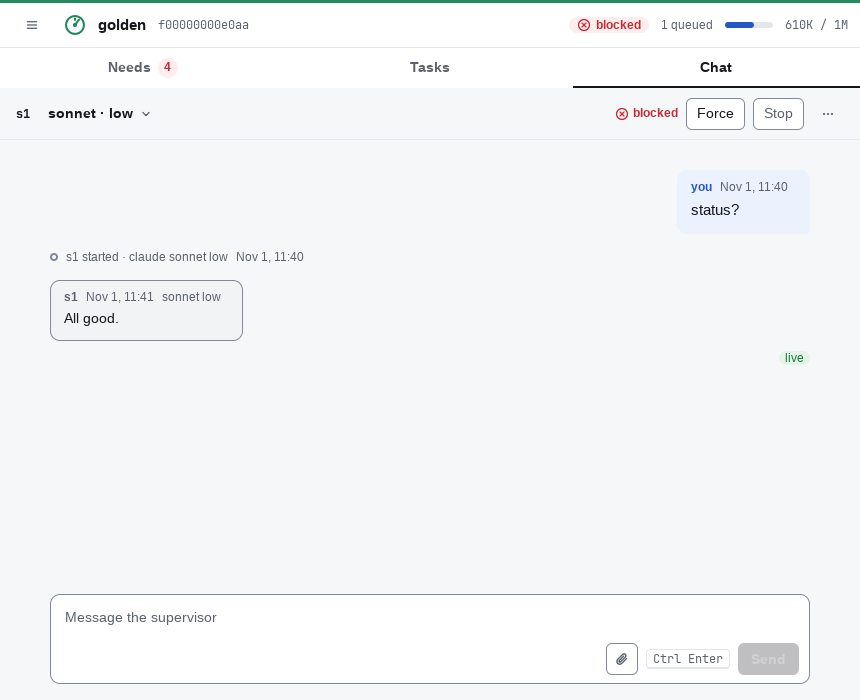 golden f00000000e0aa blocked 1 queued 610K / 1M
Needs 4 Tasks Chat
s1 sonnet · low blocked Force Stop ···
you Nov 1, 11:40
status?
s1 started · claude sonnet low Nov 1, 11:40
s1 Nov 1, 11:41 sonnet low
All good.
live
Message the supervisor
Ctrl Enter Send